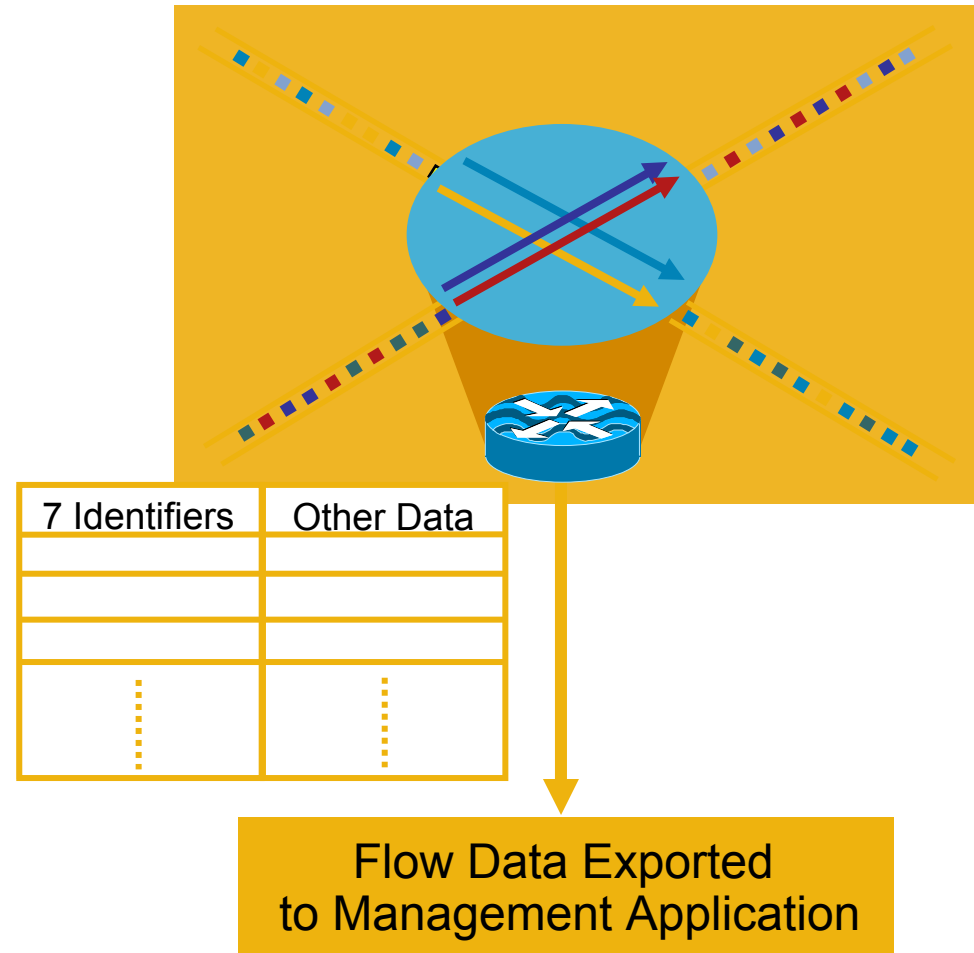 7 Identifiers
Other Data
Flow Data Exported
to Management Application